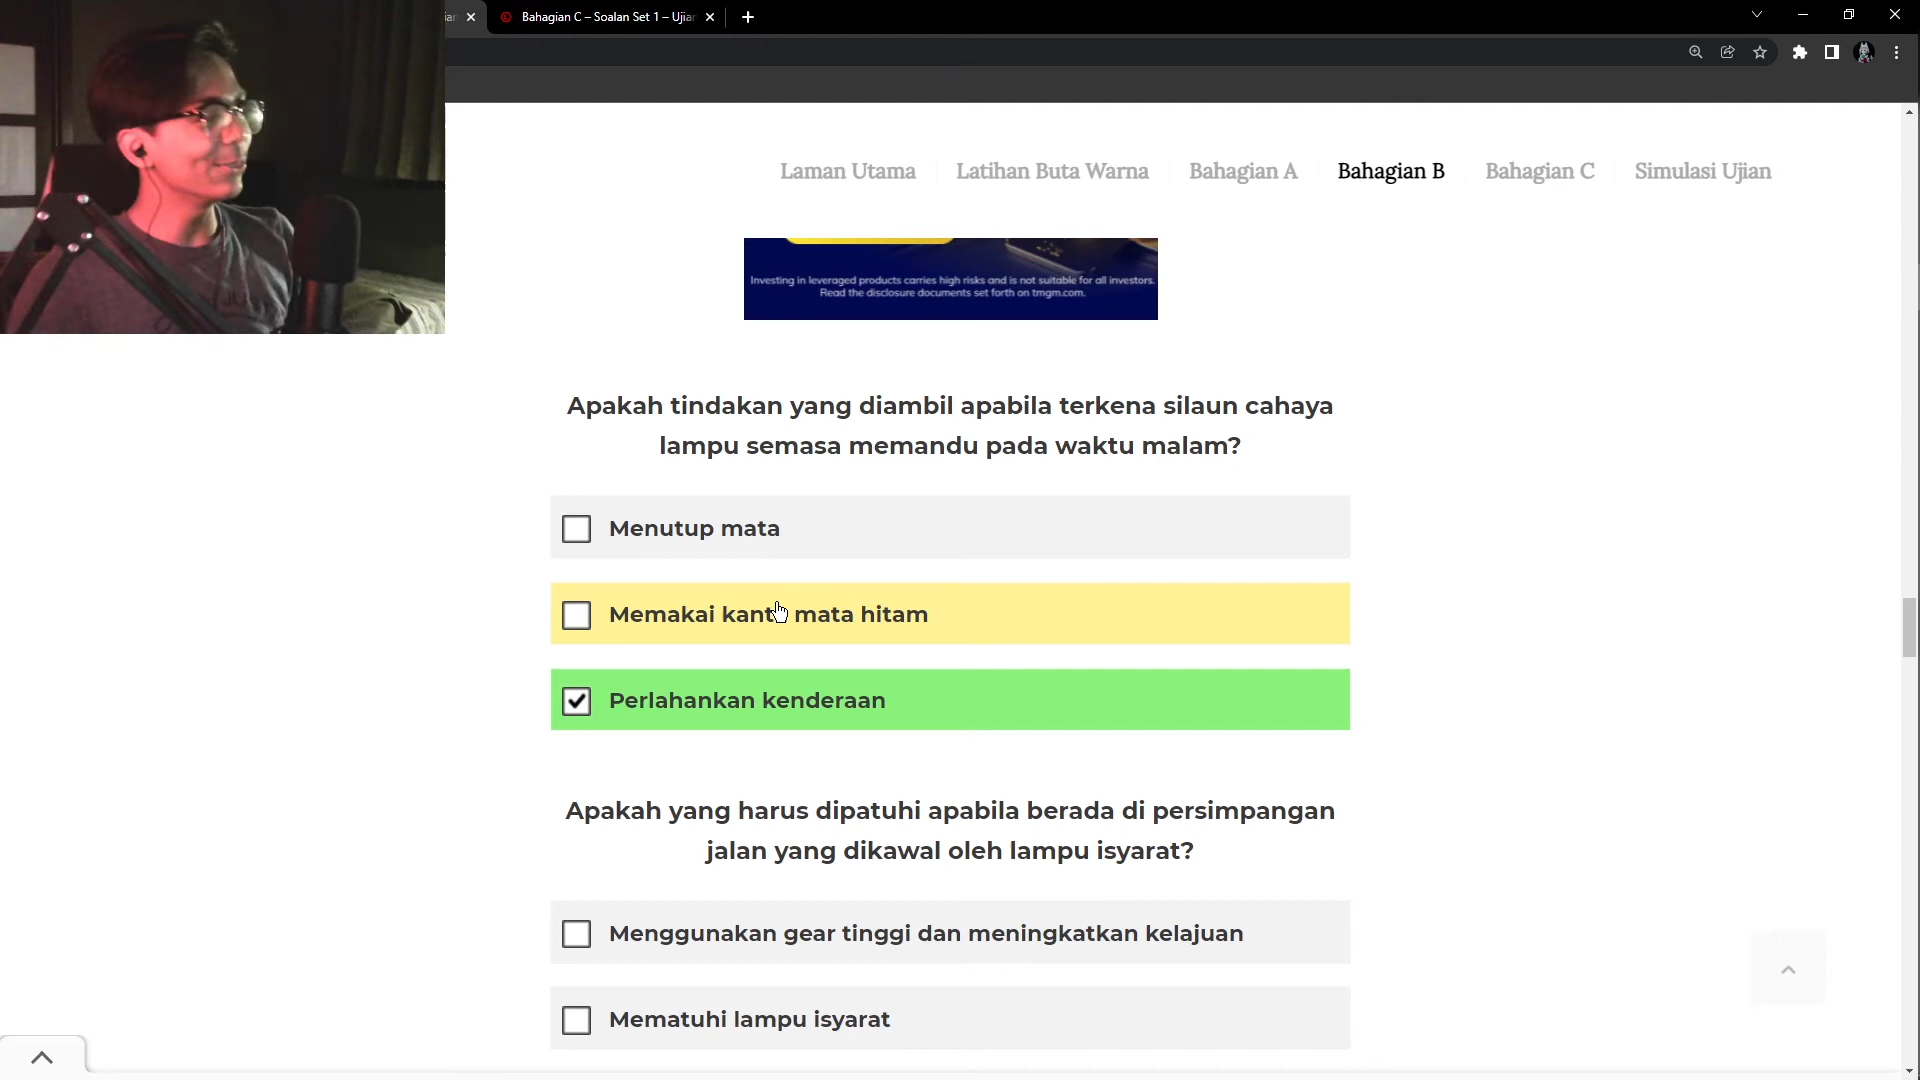 Bahagian C – Soalan Set 1 – Ujian
Laman Utama
Latihan Buta Warna
Bahagian A
Bahagian B
Bahagian C
Simulasi Ujian
Investing in leveraged products carries high risks and is not suitable for all investors.
Read the disclosure documents set forth on tmgm.com.
Apakah tindakan yang diambil apabila terkena silaun cahaya
lampu semasa memandu pada waktu malam?
Menutup mata
Memakai kanta mata hitam
Perlahankan kenderaan
Apakah yang harus dipatuhi apabila berada di persimpangan
jalan yang dikawal oleh lampu isyarat?
Menggunakan gear tinggi dan meningkatkan kelajuan
Mematuhi lampu isyarat